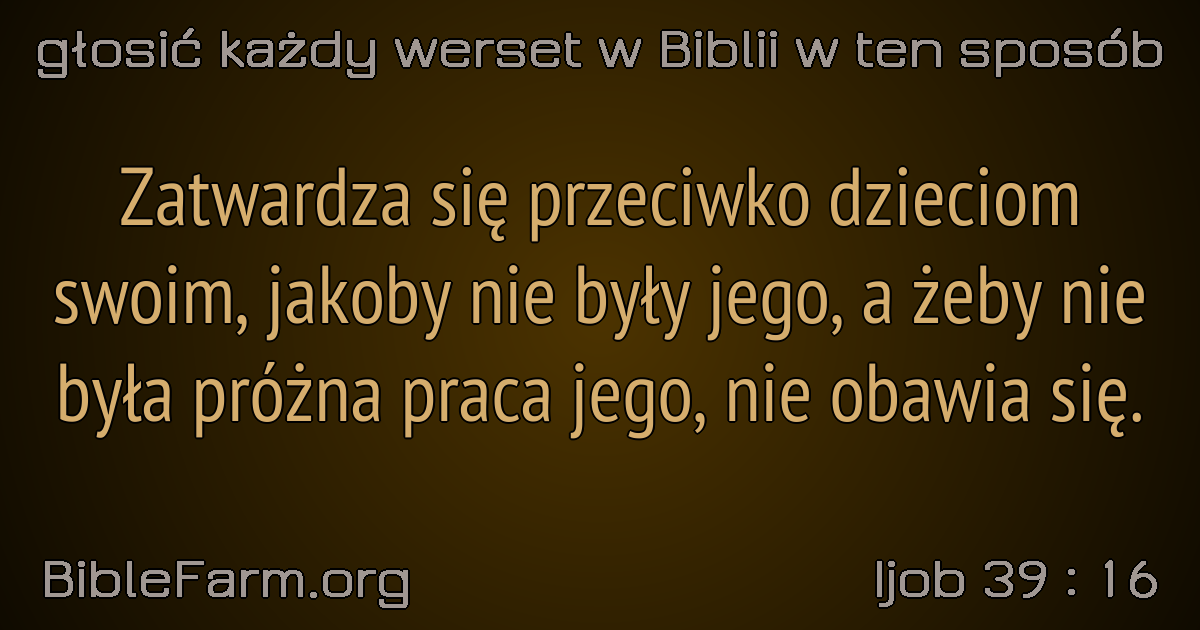 głosić każdy werset w Biblii w ten sposób
Zatwardza się przeciwko dzieciom
swoim, jakoby nie były jego, a żeby nie
była próżna praca jego, nie obawia się.
BibleFarm.org
Ijob 39 : 16